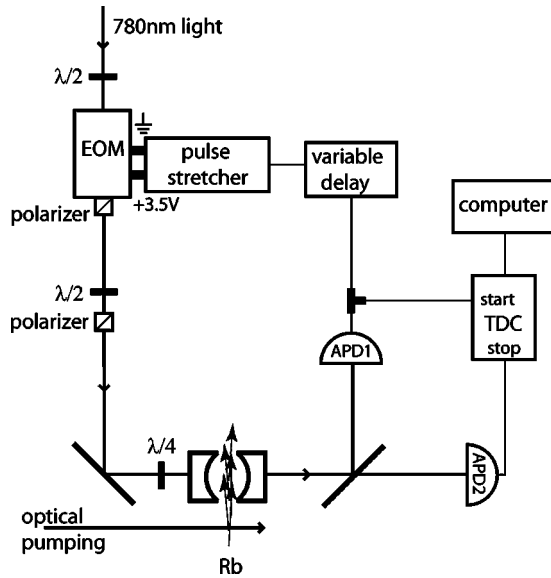 780nm light
λ/2
EOM
pulse
stretcher
variable
delay
polarizer
+3.5V
computer
λ/2
polarizer
start
TDC
stop
APD1
λ/4
APD2
optical
pumping
Rb